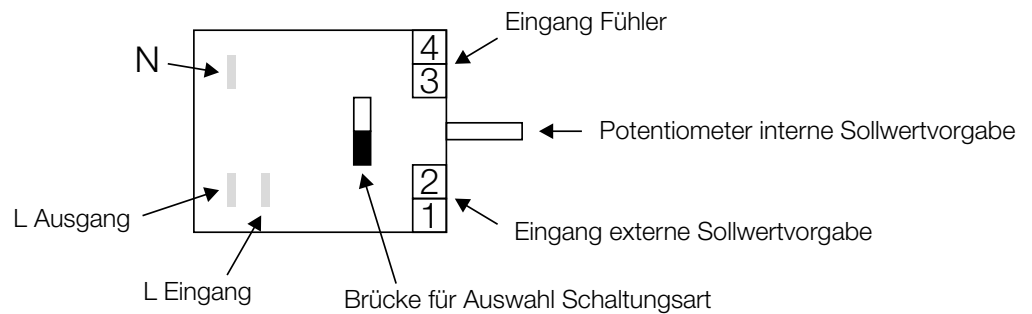 Eingang Fühler
4
N
3
Potentiometer interne Sollwertvorgabe
2
L Ausgang
1
Eingang externe Sollwertvorgabe
L Eingang
Brücke für Auswahl Schaltungsart